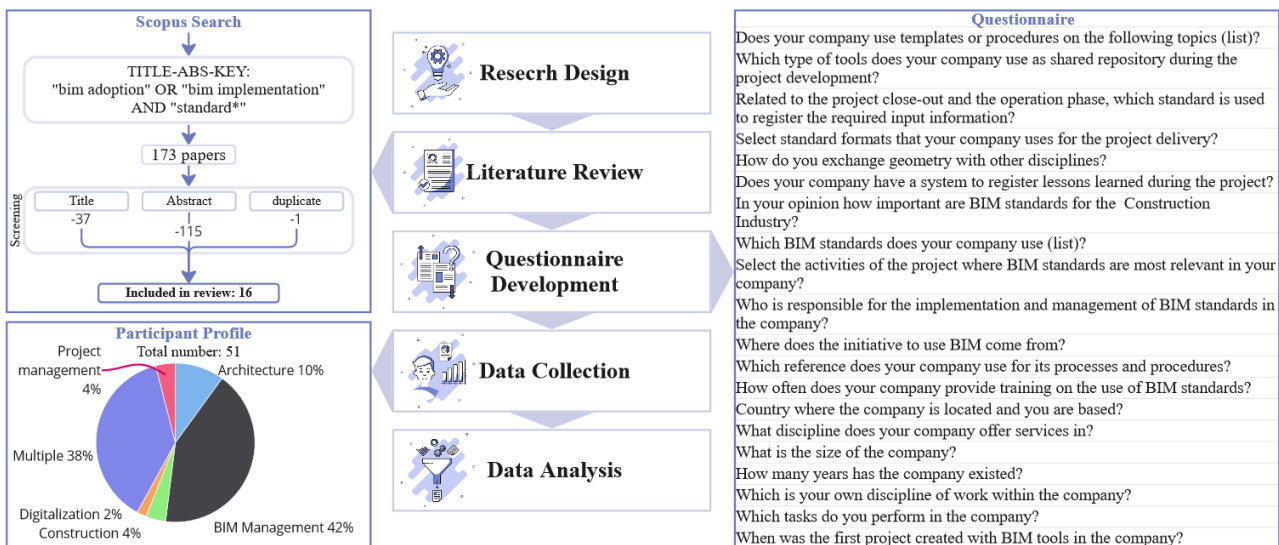 Scopus Search
TITLE-ABS-KEY:
"bim adoption" OR "bim implementation"
AND "standard*"
173 papers
Screening
Title
Abstract
duplicate
-37
-115
-1
Included in review: 16
Participant Profile
Total number: 51
Project
management
4%
Architecture 10%
Multiple 38%
Digitalization 2%
Construction 4%
BIM Management 42%
Resecrh Design
Literature Review
Questionnaire
Development
Data Collection
Data Analysis
Questionnaire
Does your company use templates or procedures on the following topics (list)?
Which type of tools does your company use as shared repository during the
project development?
Related to the project close-out and the operation phase, which standard is used
to register the required input information?
Select standard formats that your company uses for the project delivery?
How do you exchange geometry with other disciplines?
Does your company have a system to register lessons learned during the project?
In your opinion how important are BIM standards for the Construction
Industry?
Which BIM standards does your company use (list)?
Select the activities of the project where BIM standards are most relevant in your
company?
Who is responsible for the implementation and management of BIM standards in
the company?
Where does the initiative to use BIM come from?
Which reference does your company use for its processes and procedures?
How often does your company provide training on the use of BIM standards?
Country where the company is located and you are based?
What discipline does your company offer services in?
What is the size of the company?
How many years has the company existed?
Which is your own discipline of work within the company?
Which tasks do you perform in the company?
When was the first project created with BIM tools in the company?